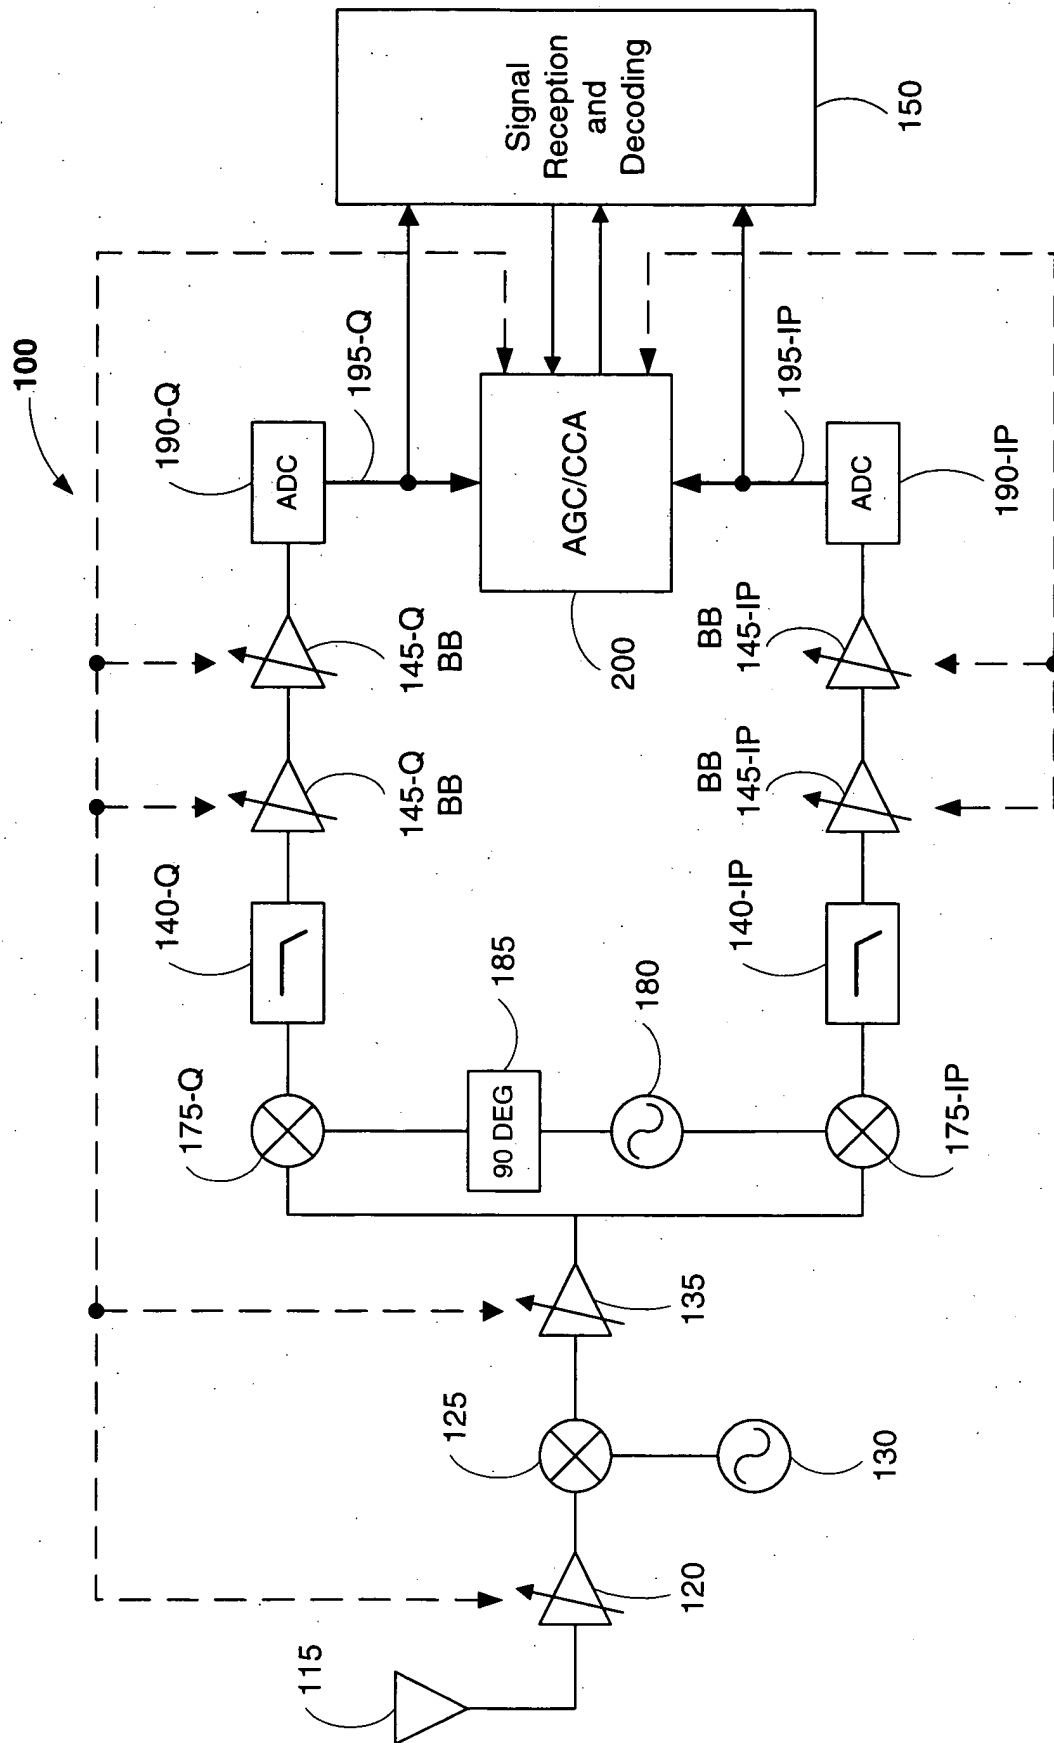 100
190-Q
ADC
195-Q
145-Q
BB
145-Q
BB
140-Q
175-Q
Signal
Reception
and
Decoding
150
AGC/CCA
200
185
90 DEG
180
135
125
130
120
115
195-IP
ADC
190-IP
BB
145-IP
BB
145-IP
140-IP
175-IP